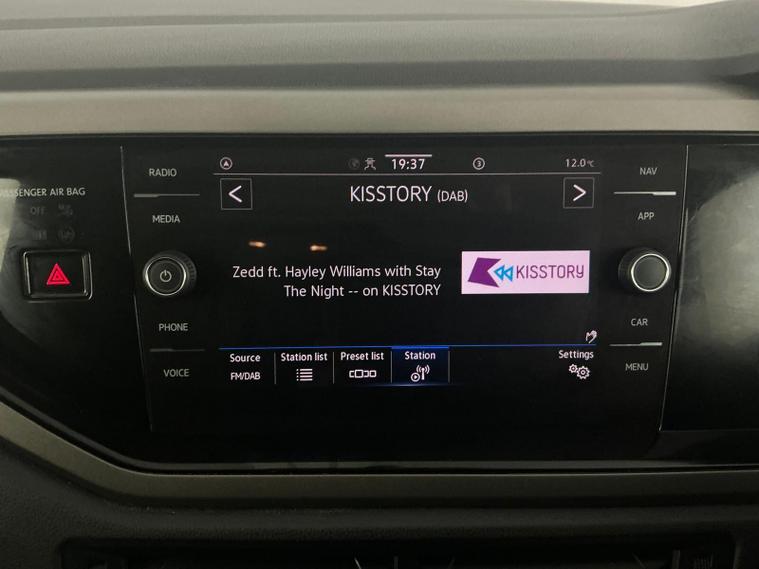 PASSENGER AIR BAG
OFF
RADIO
MEDIA
PHONE
VOICE
19:37
3
12.0°C
KISSTORY (DAB)
Zedd ft. Hayley Williams with Stay
The Night -- on KISSTORY
KISSTORY
Source
FM/DAB
Station list
Preset list
Station
Settings
NAV
APP
CAR
MENU